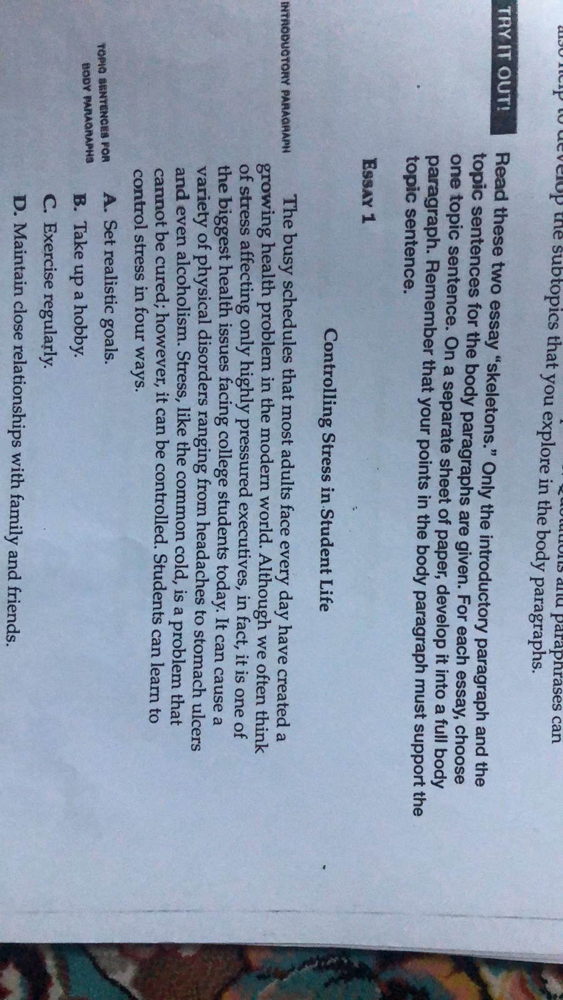 also help to develop the subtopics that you explore in the body paragraphs.
and paraphrases can
TRY IT OUT!
Read these two essay “skeletons.” Only the introductory paragraph and the
topic sentences for the body paragraphs are given. For each essay, choose
one topic sentence. On a separate sheet of paper, develop it into a full body
paragraph. Remember that your points in the body paragraph must support the
topic sentence.
ESSAY 1
Controlling Stress in Student Life
INTRODUCTORY PARAGRAPH
The busy schedules that most adults face every day have created a
growing health problem in the modern world. Although we often think
of stress affecting only highly pressured executives, in fact, it is one of
the biggest health issues facing college students today. It can cause a
variety of physical disorders ranging from headaches to stomach ulcers
and even alcoholism. Stress, like the common cold, is a problem that
cannot be cured; however, it can be controlled. Students can learn to
control stress in four ways.
TOPIC SENTENCES FOR
BODY PARAGRAPHS
A. Set realistic goals.
B. Take up a hobby.
C. Exercise regularly.
D. Maintain close relationships with family and friends.